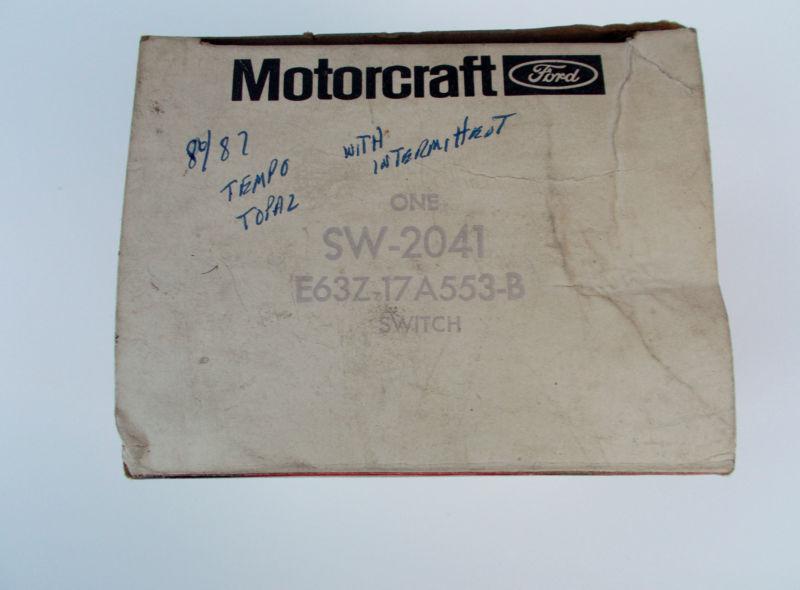 Motorcraft Ford
86/87 WITH
TEMPO INTERMITTENT
TOPAZ
ONE
SW-2041
E63Z-17A553-B
SWITCH